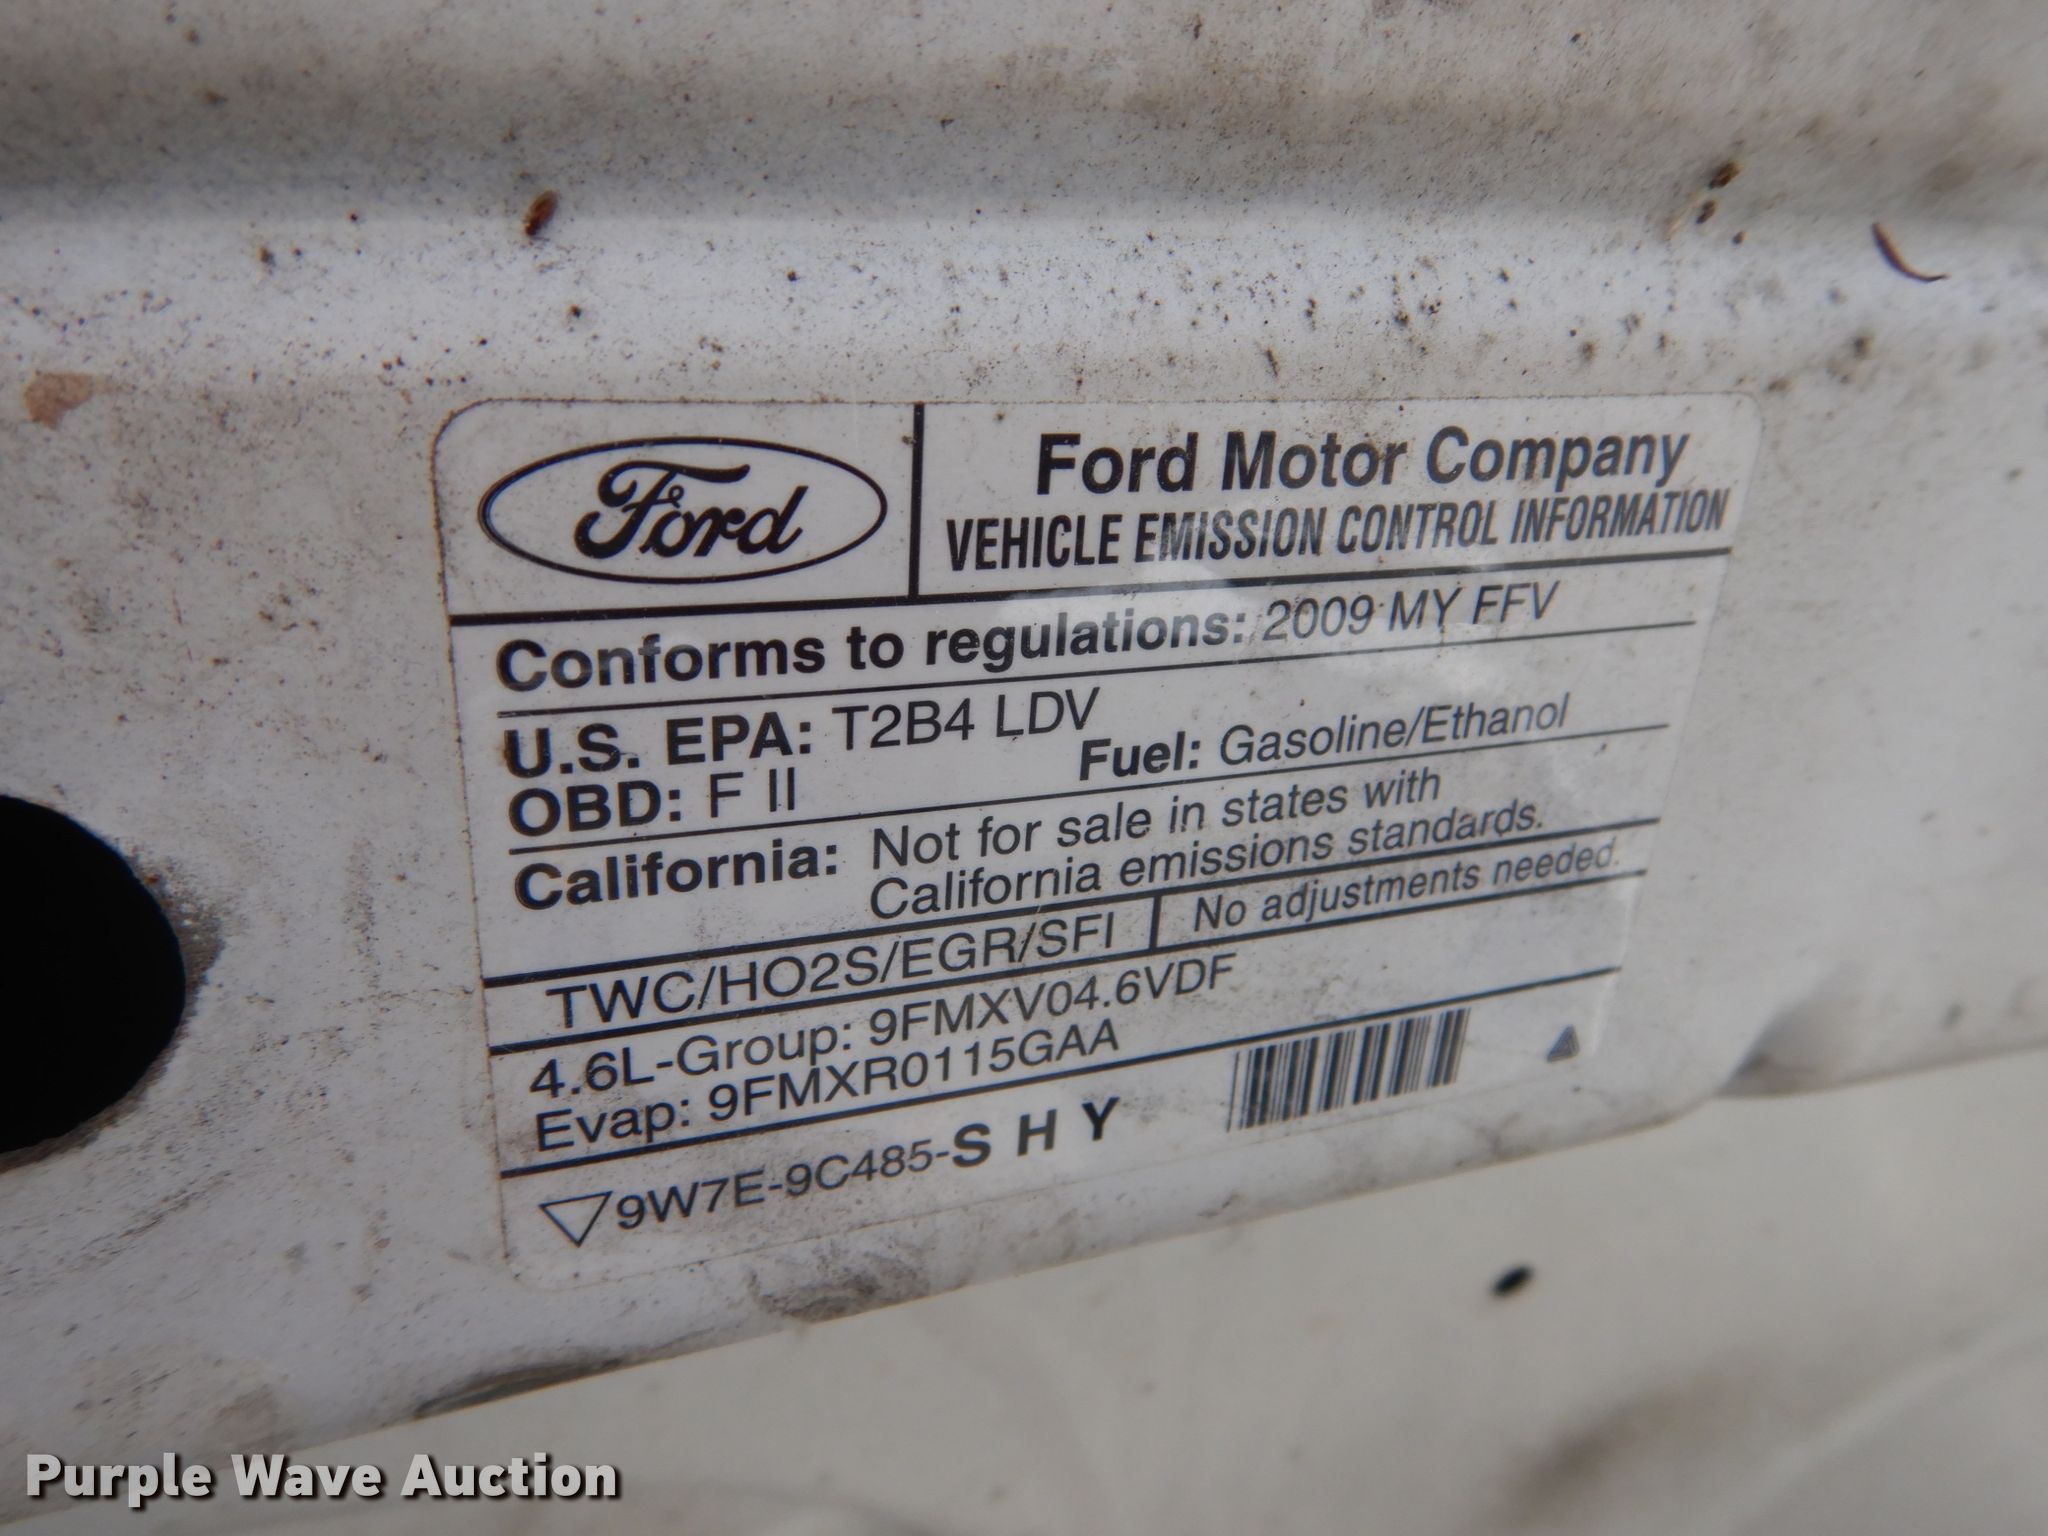 Ford
Ford Motor Company
VEHICLE EMISSION CONTROL INFORMATION
Conforms to regulations: 2009 MY FFV
U.S. EPA: T2B4 LDV
OBD: F II
Fuel: Gasoline/Ethanol
California: Not for sale in states with
California emissions standards.
TWC/HO2S/EGR/SFI
No adjustments needed.
4.6L-Group: 9FMXV04.6VDF
Evap: 9FMXR0115GAA
9W7E-9C485-S H Y
Purple Wave Auction